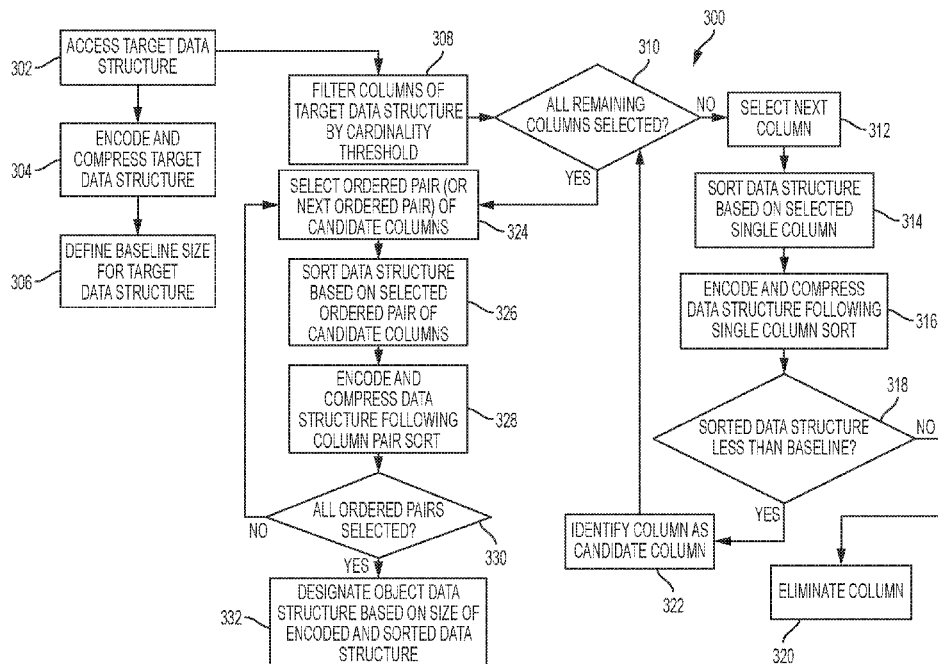 300
ACCESS TARGET DATA
STRUCTURE
302
ENCODE AND
COMPRESS TARGET
DATA STRUCTURE
304
DEFINE BASELINE SIZE
FOR TARGET
DATA STRUCTURE
306
308
FILTER COLUMNS OF
TARGET DATA STRUCTURE
BY CARDINALITY
THRESHOLD
310
ALL REMAINING
COLUMNS SELECTED?
NO
YES
SELECT NEXT
COLUMN
312
SORT DATA STRUCTURE
BASED ON SELECTED
SINGLE COLUMN
314
ENCODE AND COMPRESS
DATA STRUCTURE FOLLOWING
SINGLE COLUMN SORT
316
318
SORTED DATA STRUCTURE
LESS THAN BASELINE?
NO
YES
IDENTIFY COLUMN AS
CANDIDATE COLUMN
322
ELIMINATE COLUMN
320
SELECT ORDERED PAIR (OR
NEXT ORDERED PAIR) OF
CANDIDATE COLUMNS
324
SORT DATA STRUCTURE
BASED ON SELECTED
ORDERED PAIR OF
CANDIDATE COLUMNS
326
ENCODE AND
COMPRESS DATA
STRUCTURE FOLLOWING
COLUMN PAIR SORT
328
ALL ORDERED PAIRS
SELECTED?
NO
330
YES
DESIGNATE OBJECT DATA
STRUCTURE BASED ON SIZE OF
ENCODED AND SORTED DATA
STRUCTURE
332